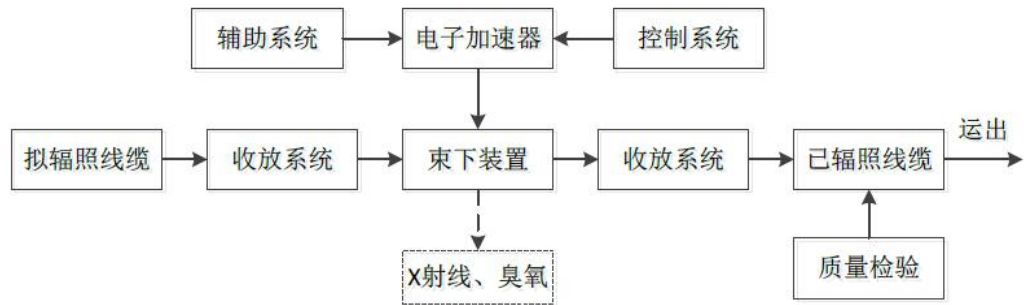 辅助系统
电子加速器
控制系统
运出
拟辐照线缆
收放系统
束下装置
收放系统
已辐照线缆
X射线、臭氧
质量检验